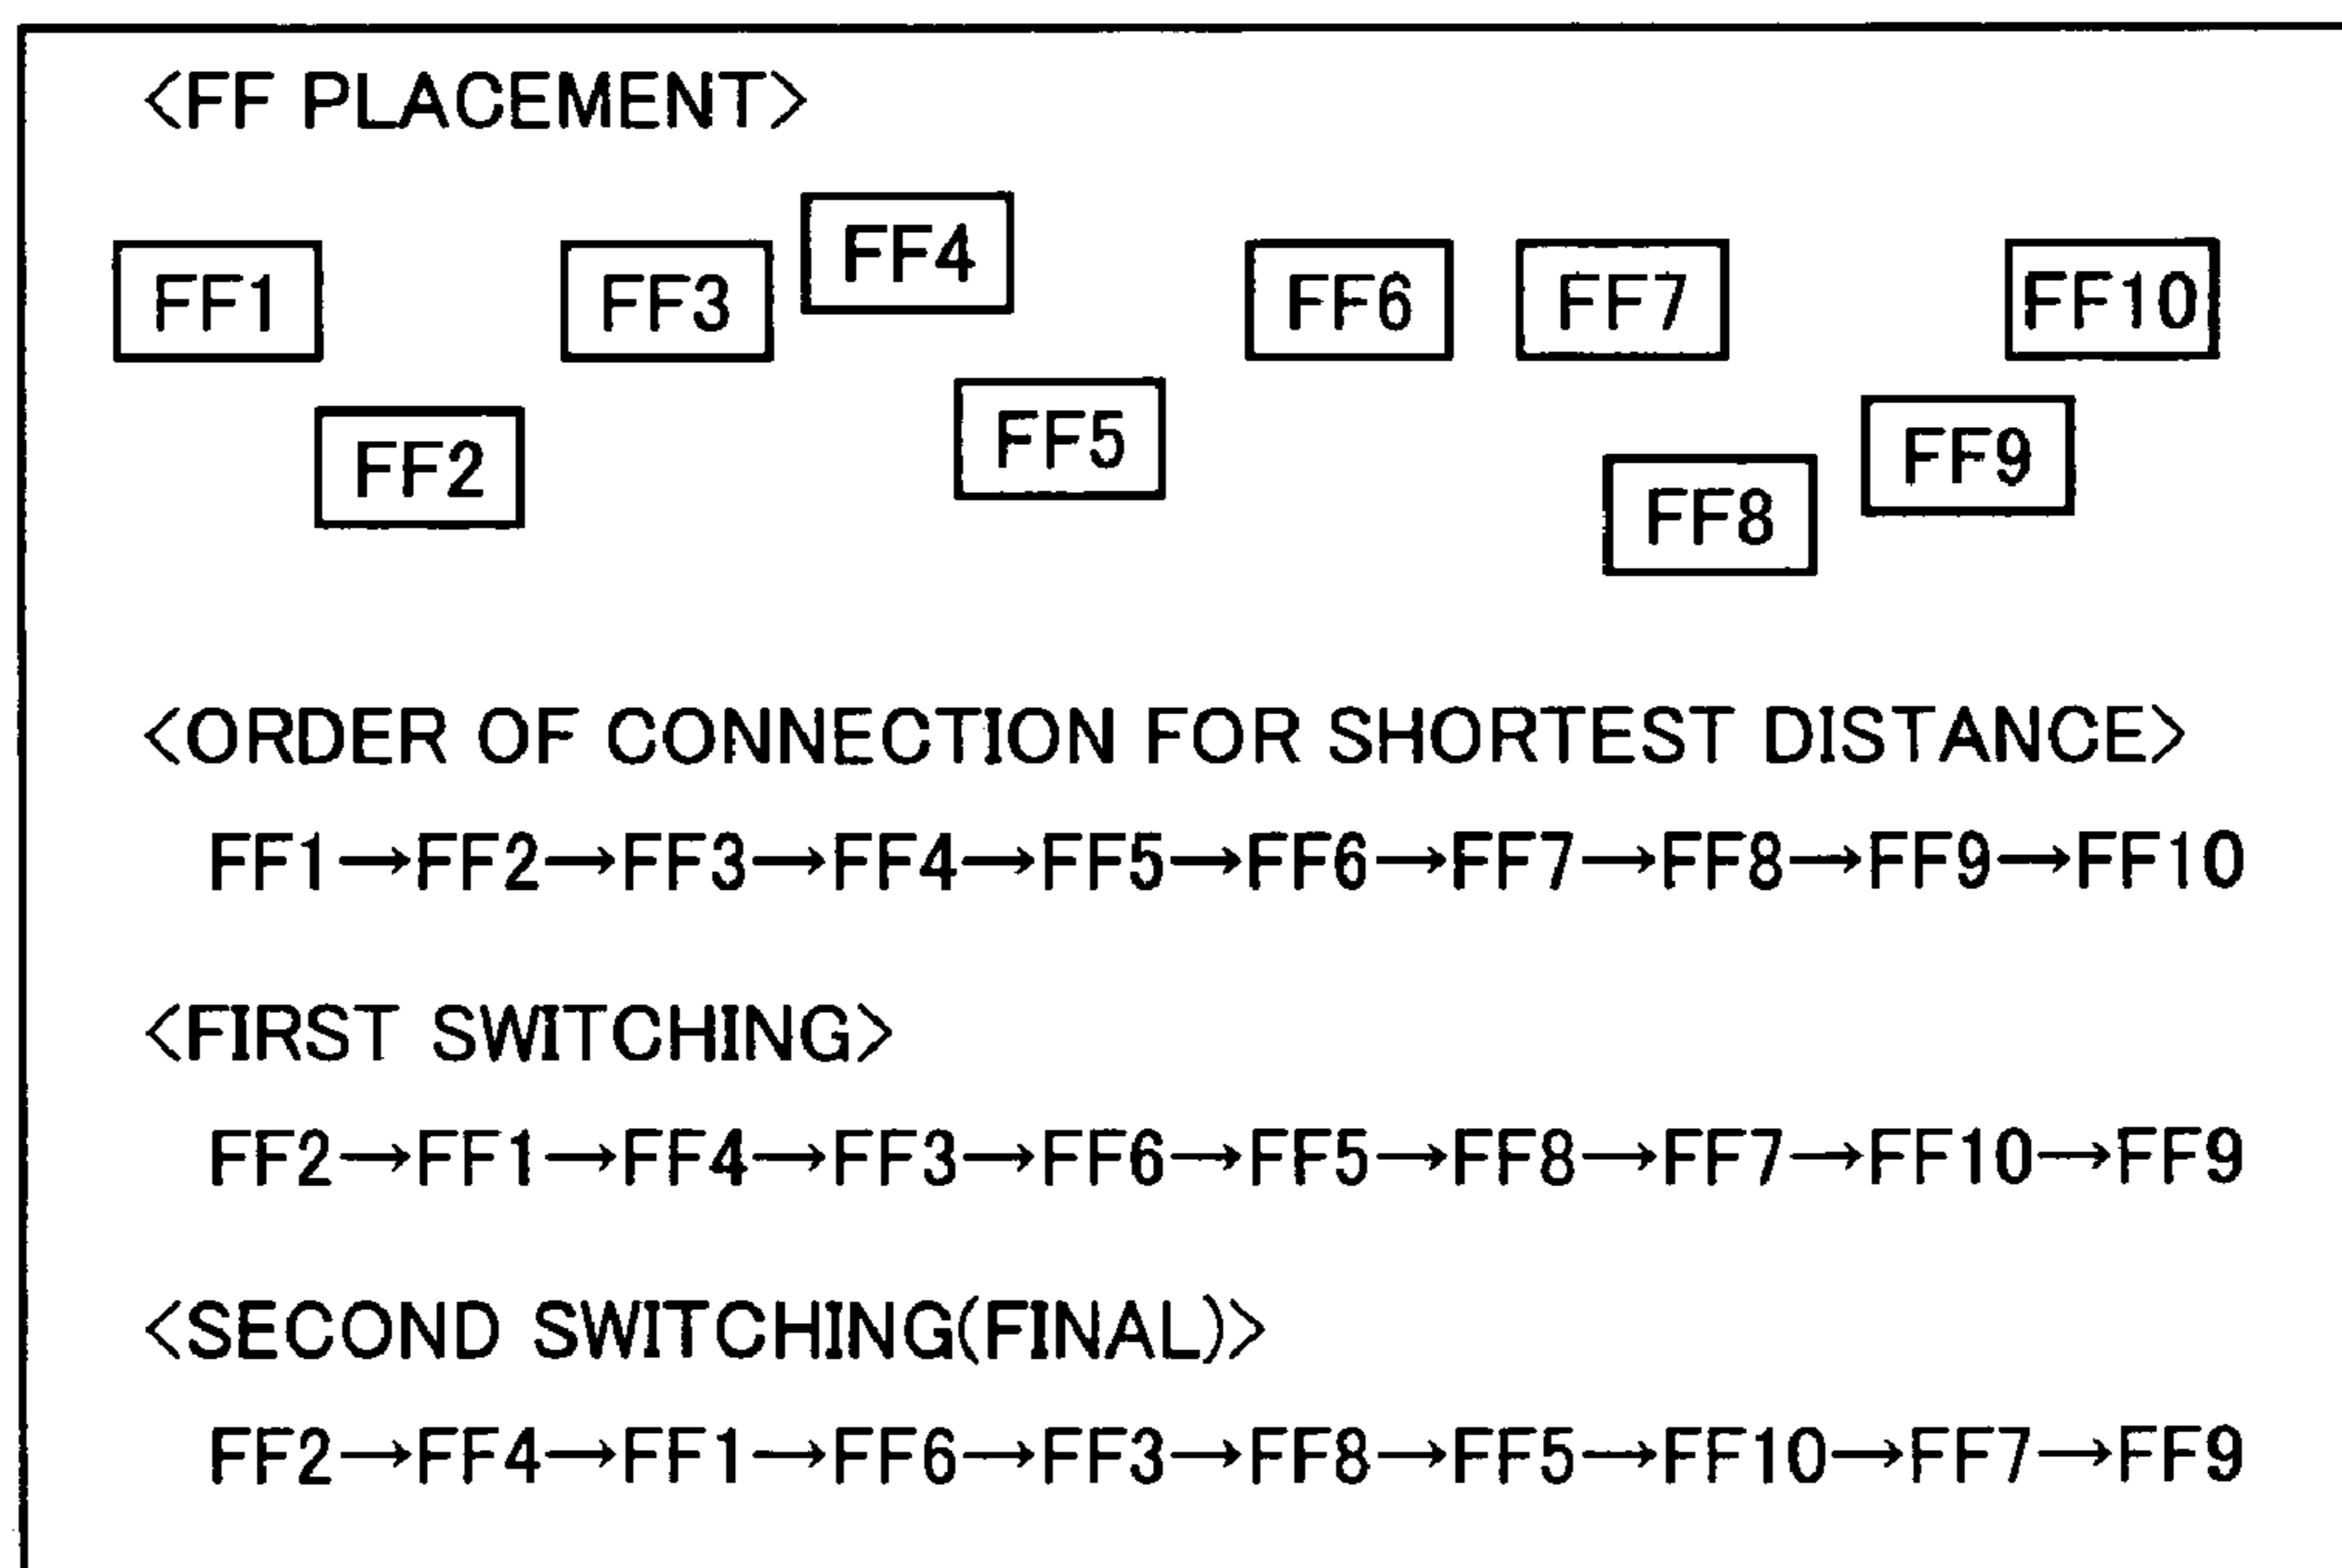 <FF PLACEMENT>
FF4
FF1 FF3 FF6 FF7 FF10
FF2 FF5 FF9
FF8
<ORDER OF CONNECTION FOR SHORTEST DISTANCE>
FF1→FF2→FF3→FF4→FF5→FF6→FF7→FF8→FF9→FF10
<FIRST SWITCHING>
FF2→FF1→FF4→FF3→FF6→FF5→FF8→FF7→FF10→FF9
<SECOND SWITCHING(FINAL)>
FF2→FF4→FF1→FF6→FF3→FF8→FF5→FF10→FF7→FF9